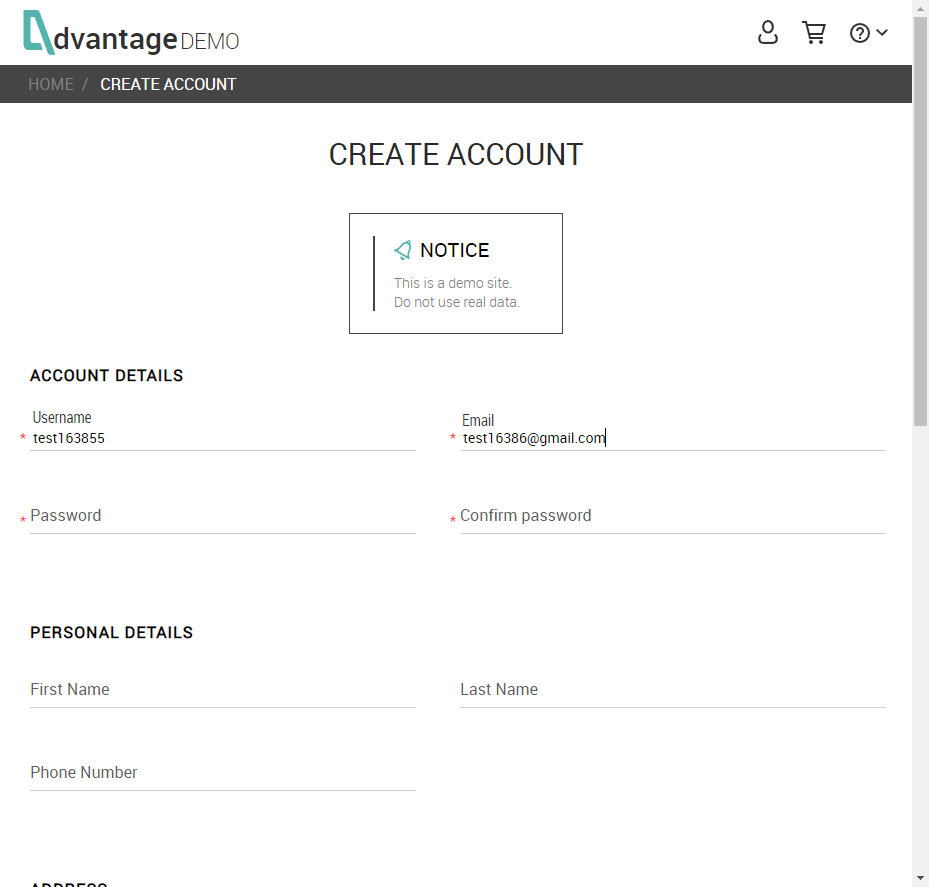 dvantage DEMO
HOME / CREATE ACCOUNT
CREATE ACCOUNT
NOTICE
This is a demo site.
Do not use real data.
ACCOUNT DETAILS
Username
* test163855
Email
* test16386@gmail.com
* Password
* Confirm password
PERSONAL DETAILS
First Name
Last Name
Phone Number
ADDRESS